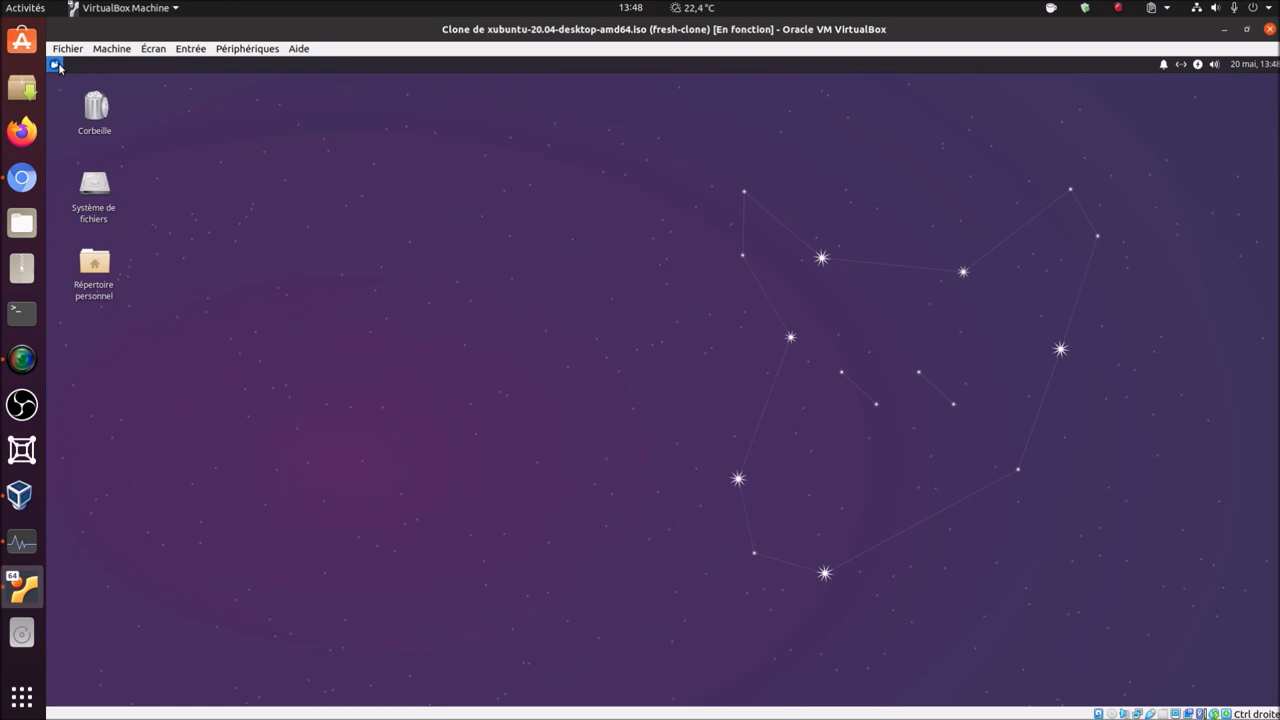 Activités
VirtualBox Machine
13:48
22,4 °C
Clone de xubuntu-20.04-desktop-amd64.iso (fresh-clone) [En fonction] - Oracle VM VirtualBox
Fichier Machine Écran Entrée Périphériques Aide
20 mai, 13:48
Corbeille
Système de
fichiers
Répertoire
personnel
>_
64
Ctrl droite